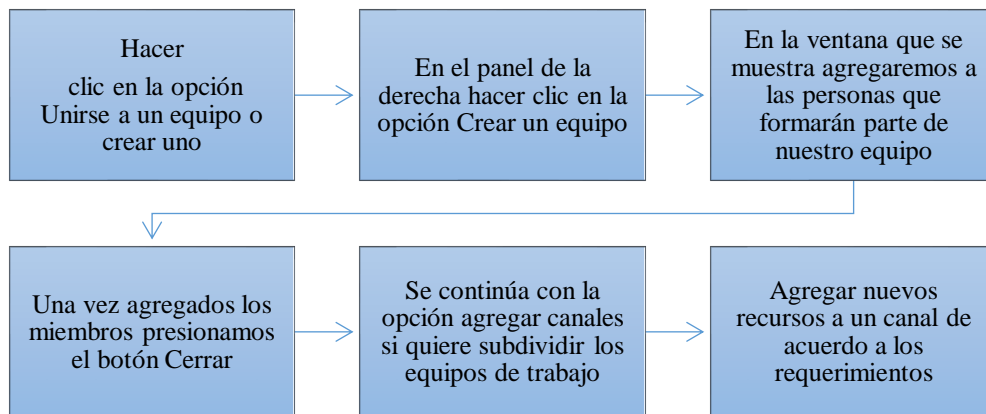 Hacer
clic en la opción
Unirse a un equipo o
crear uno
En el panel de la
derecha hacer clic en la
opción Crear un equipo
En la ventana que se
muestra agregaremos a
las personas que
formarán parte de
nuestro equipo
Una vez agregados los
miembros presionamos
el botón Cerrar
Se continúa con la
opción agregar canales
si quiere subdividir los
equipos de trabajo
Agregar nuevos
recursos a un canal de
acuerdo a los
requerimientos